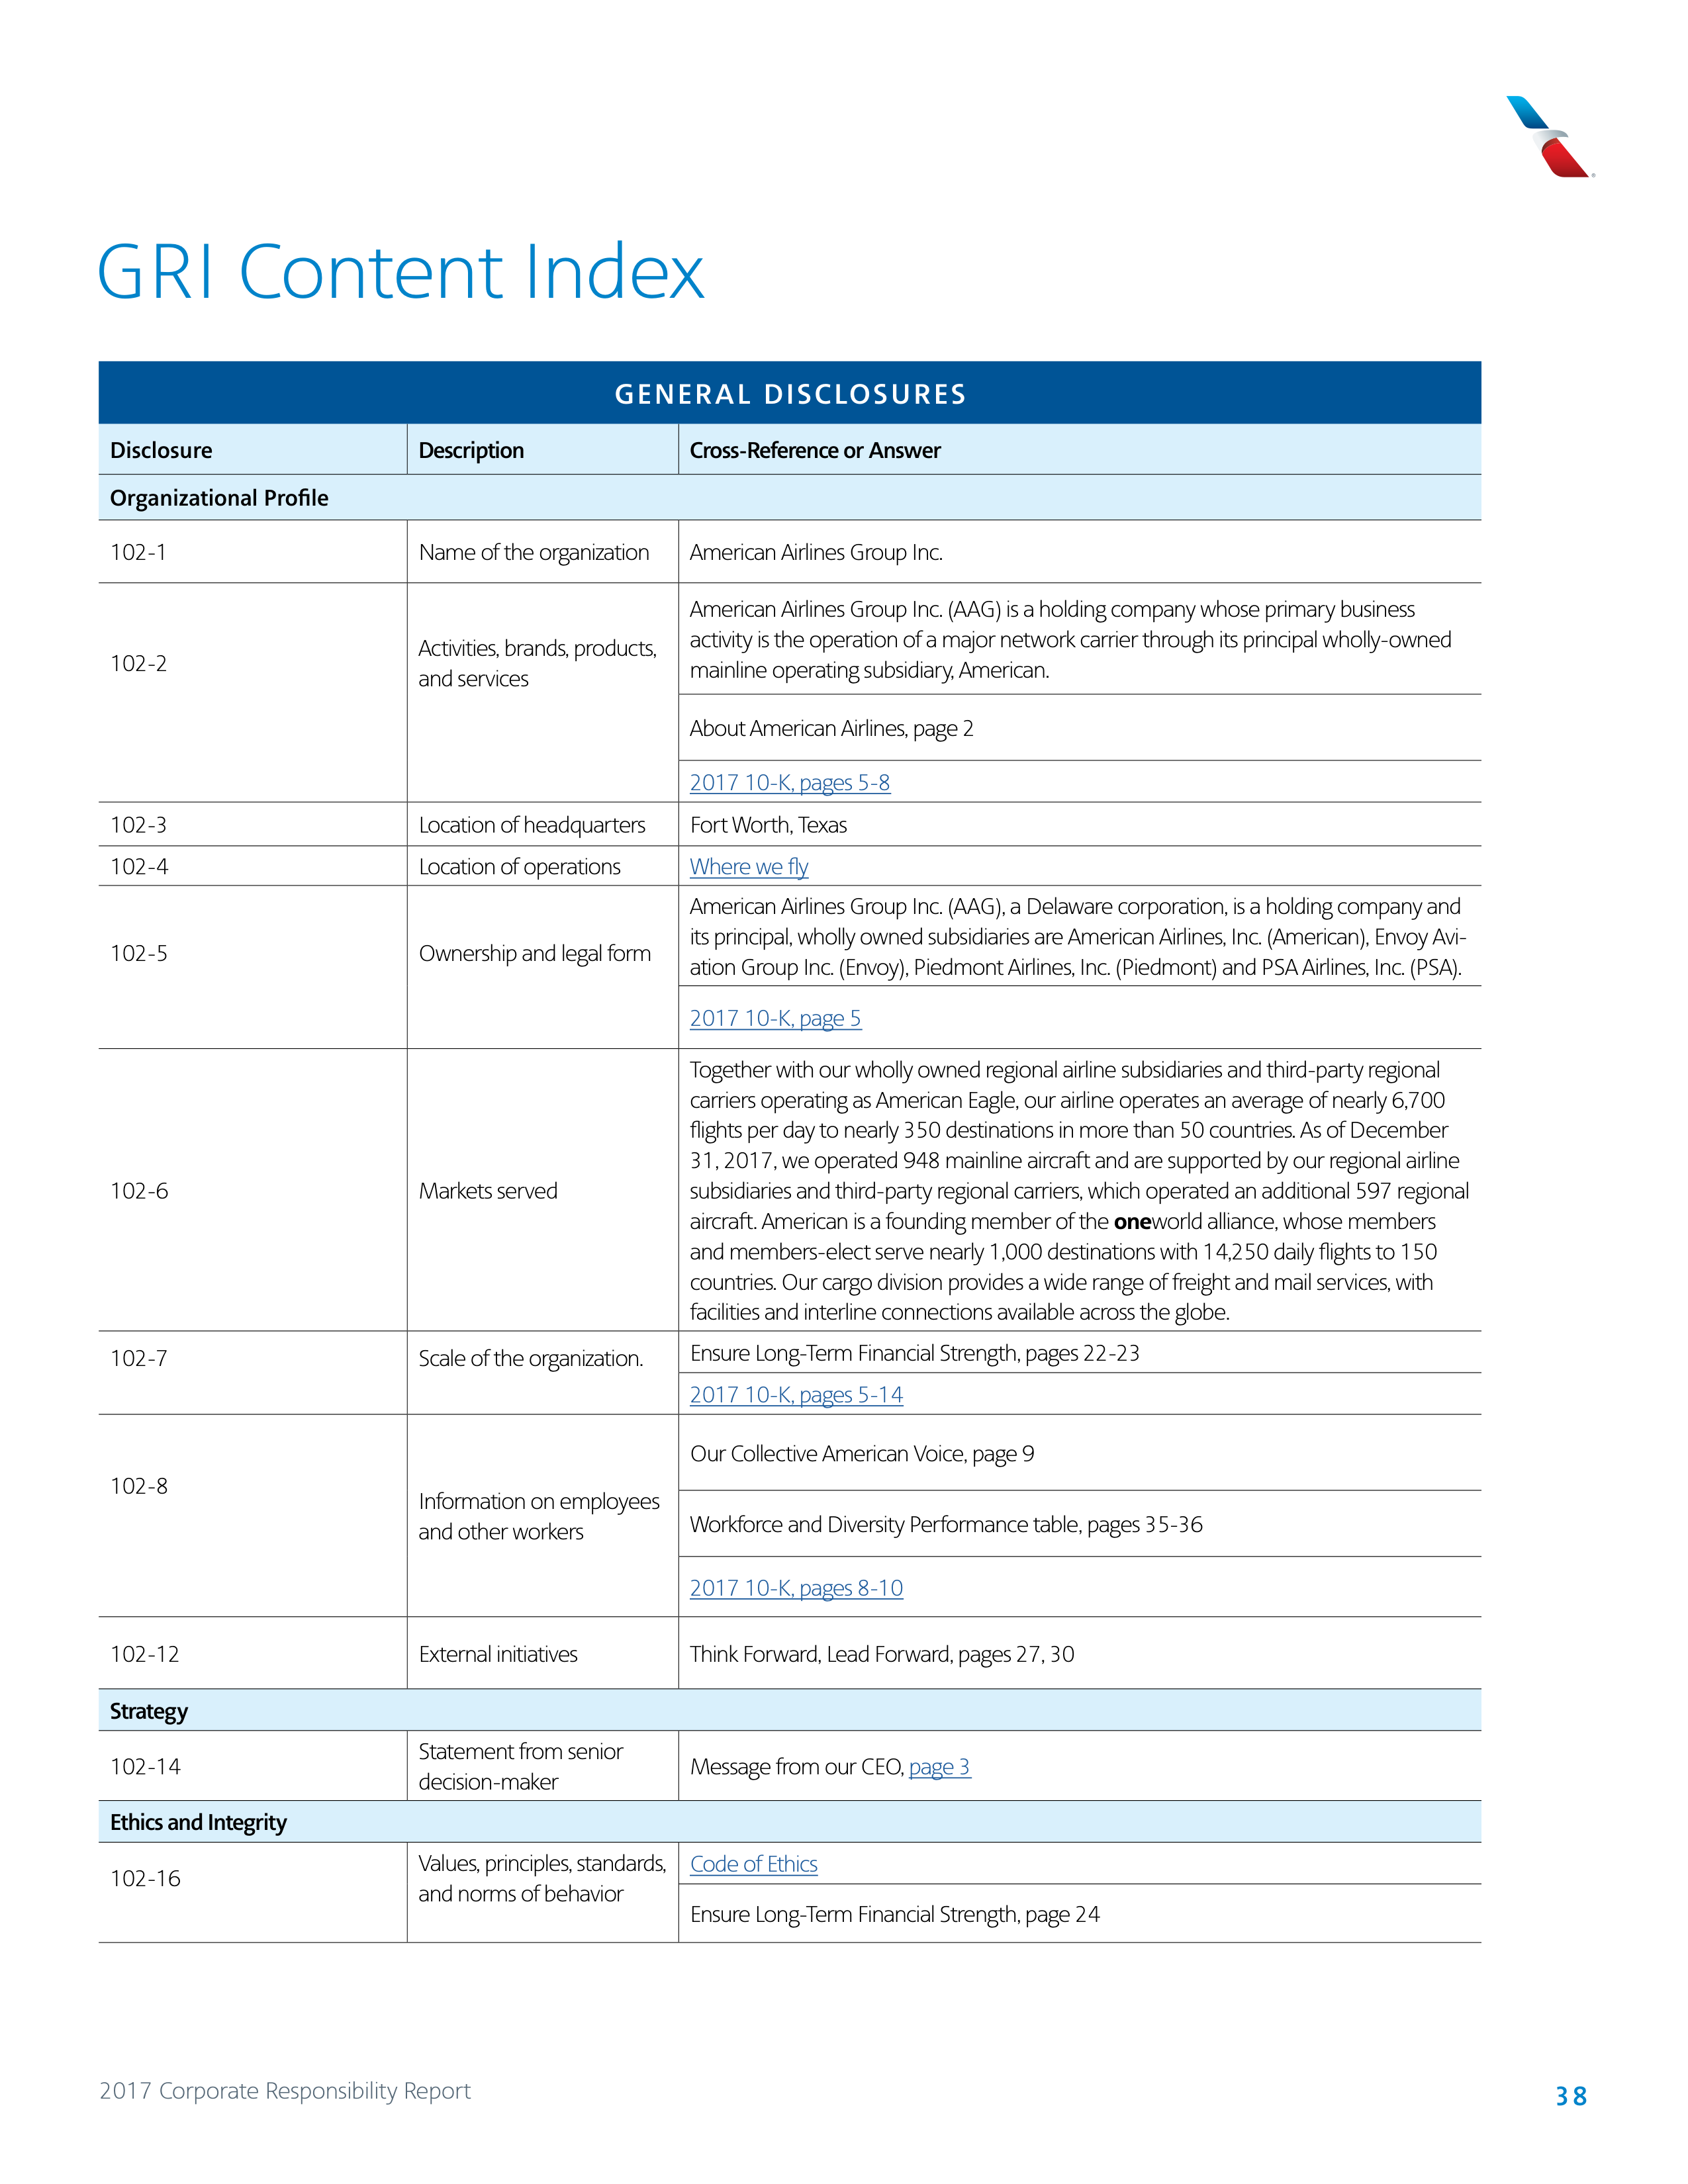 GRI Content Index
GENERAL DISCLOSURES
Disclosure
Description
Cross-Reference or Answer
Organizational Profile
102-1
Name of the organization
American Airlines Group Inc.
102-2
Activities, brands, products,
and services
American Airlines Group Inc. (AAG) is a holding company whose primary business
activity is the operation of a major network carrier through its principal wholly-owned
mainline operating subsidiary, American.
About American Airlines, page 2
2017 10-K, pages 5-8
102-3
Location of headquarters
Fort Worth, Texas
102-4
Location of operations
Where we fly
102-5
Ownership and legal form
American Airlines Group Inc. (AAG), a Delaware corporation, is a holding company and
its principal, wholly owned subsidiaries are American Airlines, Inc. (American), Envoy Avi-
ation Group Inc. (Envoy), Piedmont Airlines, Inc. (Piedmont) and PSA Airlines, Inc. (PSA).
2017 10-K, page 5
102-6
Markets served
Together with our wholly owned regional airline subsidiaries and third-party regional
carriers operating as American Eagle, our airline operates an average of nearly 6,700
flights per day to nearly 350 destinations in more than 50 countries. As of December
31, 2017, we operated 948 mainline aircraft and are supported by our regional airline
subsidiaries and third-party regional carriers, which operated an additional 597 regional
aircraft. American is a founding member of the oneworld alliance, whose members
and members-elect serve nearly 1,000 destinations with 14,250 daily flights to 150
countries. Our cargo division provides a wide range of freight and mail services, with
facilities and interline connections available across the globe.
102-7
Scale of the organization.
Ensure Long-Term Financial Strength, pages 22-23
2017 10-K, pages 5-14
102-8
Information on employees
and other workers
Our Collective American Voice, page 9
Workforce and Diversity Performance table, pages 35-36
2017 10-K, pages 8-10
102-12
External initiatives
Think Forward, Lead Forward, pages 27, 30
Strategy
102-14
Statement from senior
decision-maker
Message from our CEO, page 3
Ethics and Integrity
102-16
Values, principles, standards,
and norms of behavior
Code of Ethics
Ensure Long-Term Financial Strength, page 24
2017 Corporate Responsibility Report
38